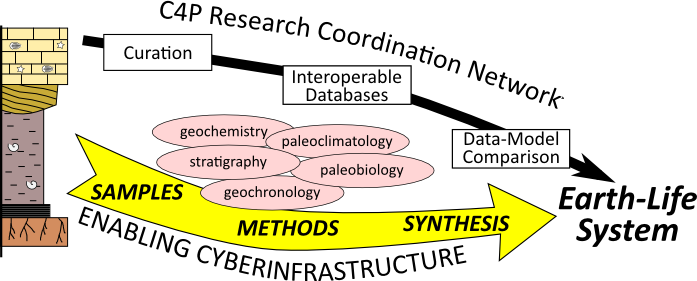 C4P Research Coordination Network
Curation
Interoperable
Databases
Data-Model
Comparison
geochemistry
paleoclimatology
stratigraphy
paleobiology
geochronology
SAMPLES
METHODS
SYNTHESIS
Earth-Life
System
ENABLING CYBERINFRASTRUCTURE